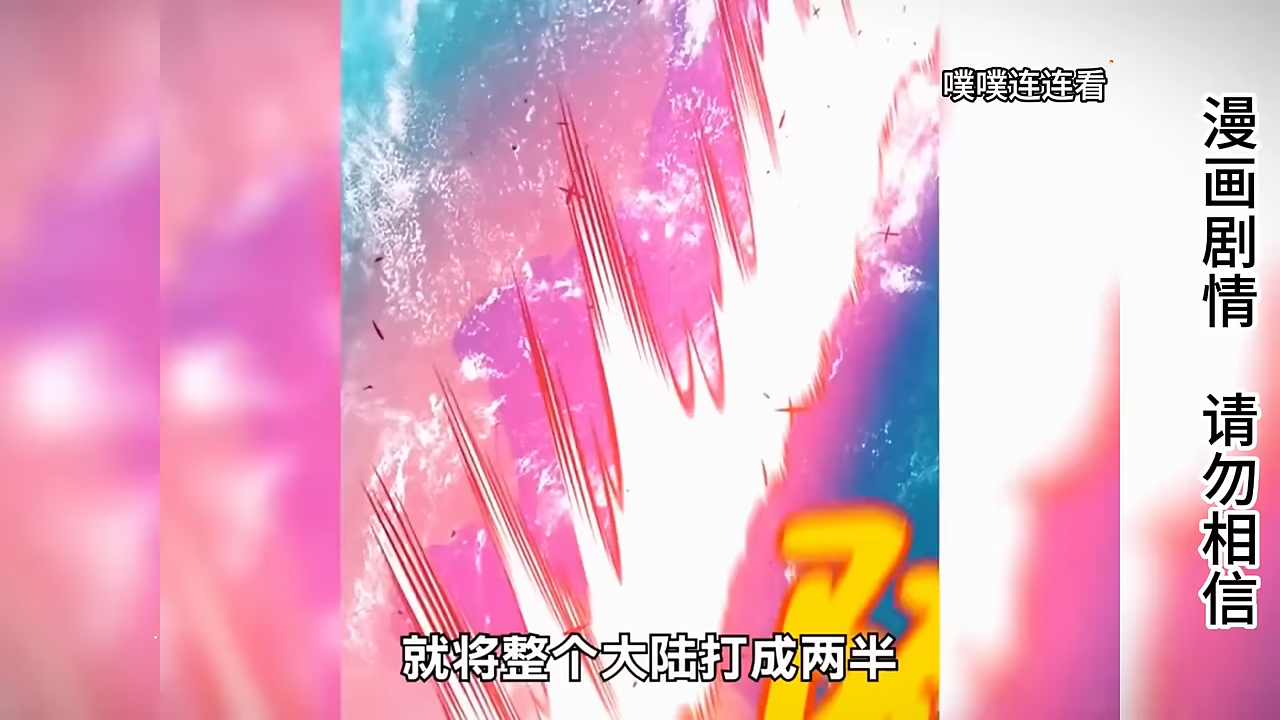 噗噗连连看
漫画剧情 请勿相信
就将整个大陆打成两半